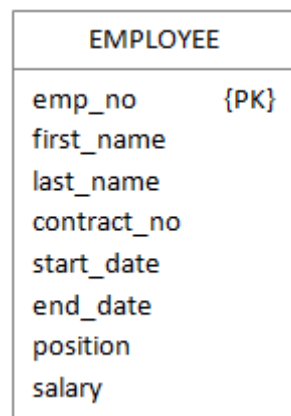 EMPLOYEE
emp_no {PK}
first_name
last_name
contract_no
start_date
end_date
position
salary